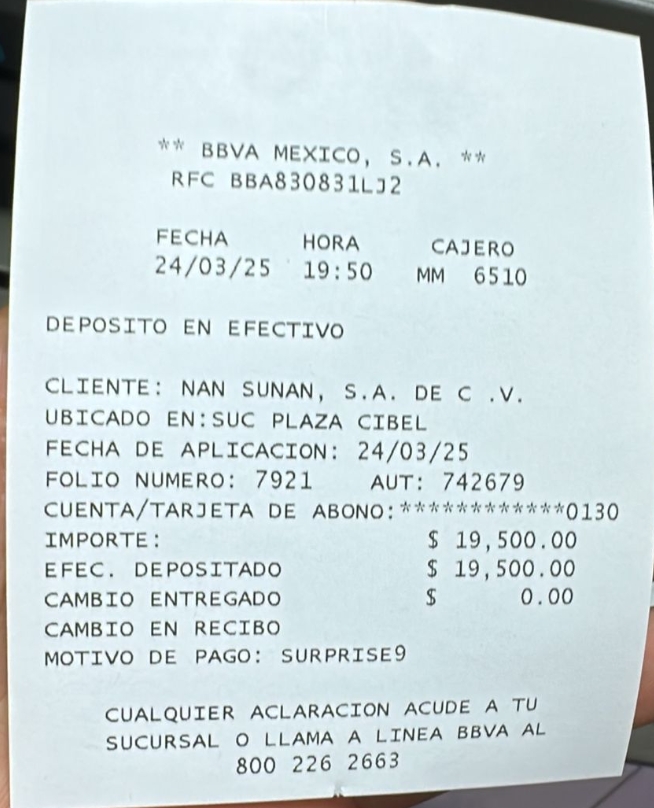 ** BBVA MEXICO, S.A. **
RFC BBA830831LJ2
FECHA HORA CAJERO
24/03/25 19:50 MM 6510
DEPOSITO EN EFECTIVO
CLIENTE: NAN SUNAN, S.A. DE C .V.
UBICADO EN:SUC PLAZA CIBEL
FECHA DE APLICACION: 24/03/25
FOLIO NUMERO: 7921 AUT: 742679
CUENTA/TARJETA DE ABONO:************0130
IMPORTE: $ 19,500.00
EFEC. DEPOSITADO $ 19,500.00
CAMBIO ENTREGADO $ 0.00
CAMBIO EN RECIBO
MOTIVO DE PAGO: SURPRISE9
CUALQUIER ACLARACION ACUDE A TU
SUCURSAL O LLAMA A LINEA BBVA AL
800 226 2663